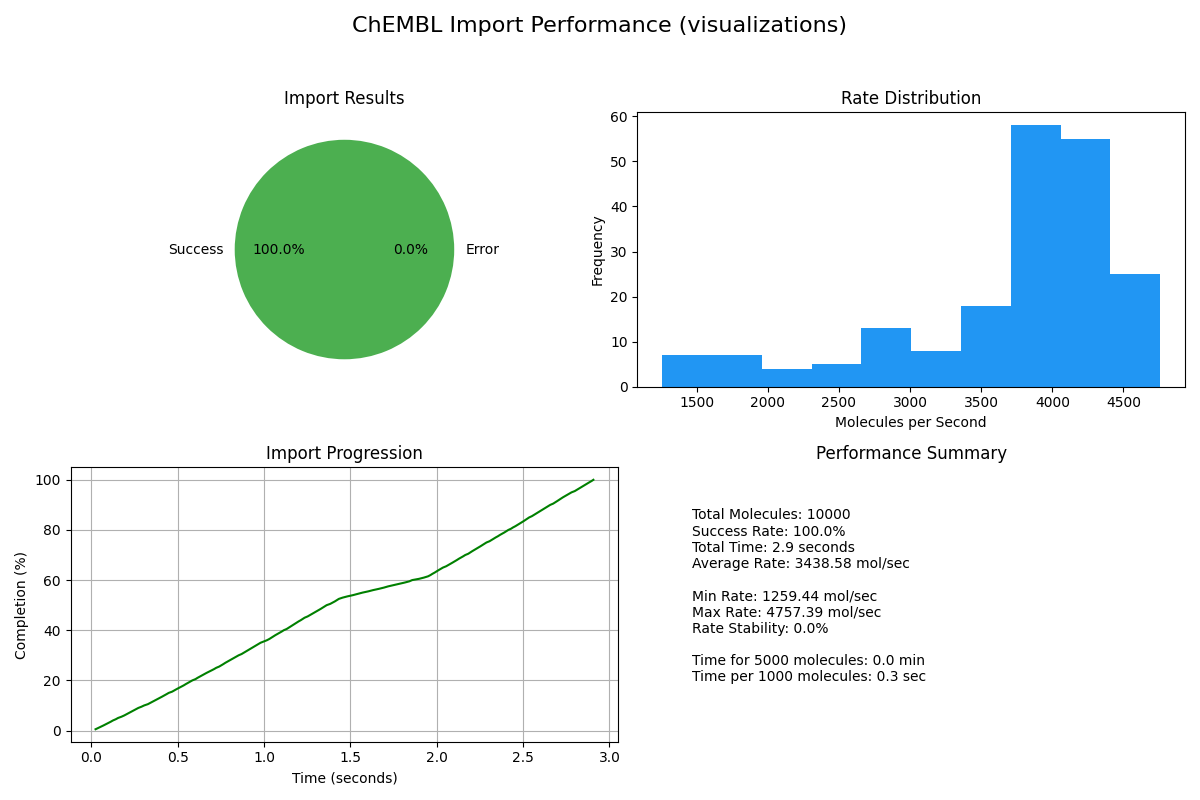 ChEMBL Import Performance (visualizations)
Import Results
Success
100.0%
0.0%
Error
Rate Distribution
Frequency
60
50
40
30
20
10
0
1500 2000 2500 3000 3500 4000 4500
Molecules per Second
Import Progression
Completion (%)
100
80
60
40
20
0
0.0 0.5 1.0 1.5 2.0 2.5 3.0
Time (seconds)
Performance Summary
Total Molecules: 10000
Success Rate: 100.0%
Total Time: 2.9 seconds
Average Rate: 3438.58 mol/sec
Min Rate: 1259.44 mol/sec
Max Rate: 4757.39 mol/sec
Rate Stability: 0.0%
Time for 5000 molecules: 0.0 min
Time per 1000 molecules: 0.3 sec